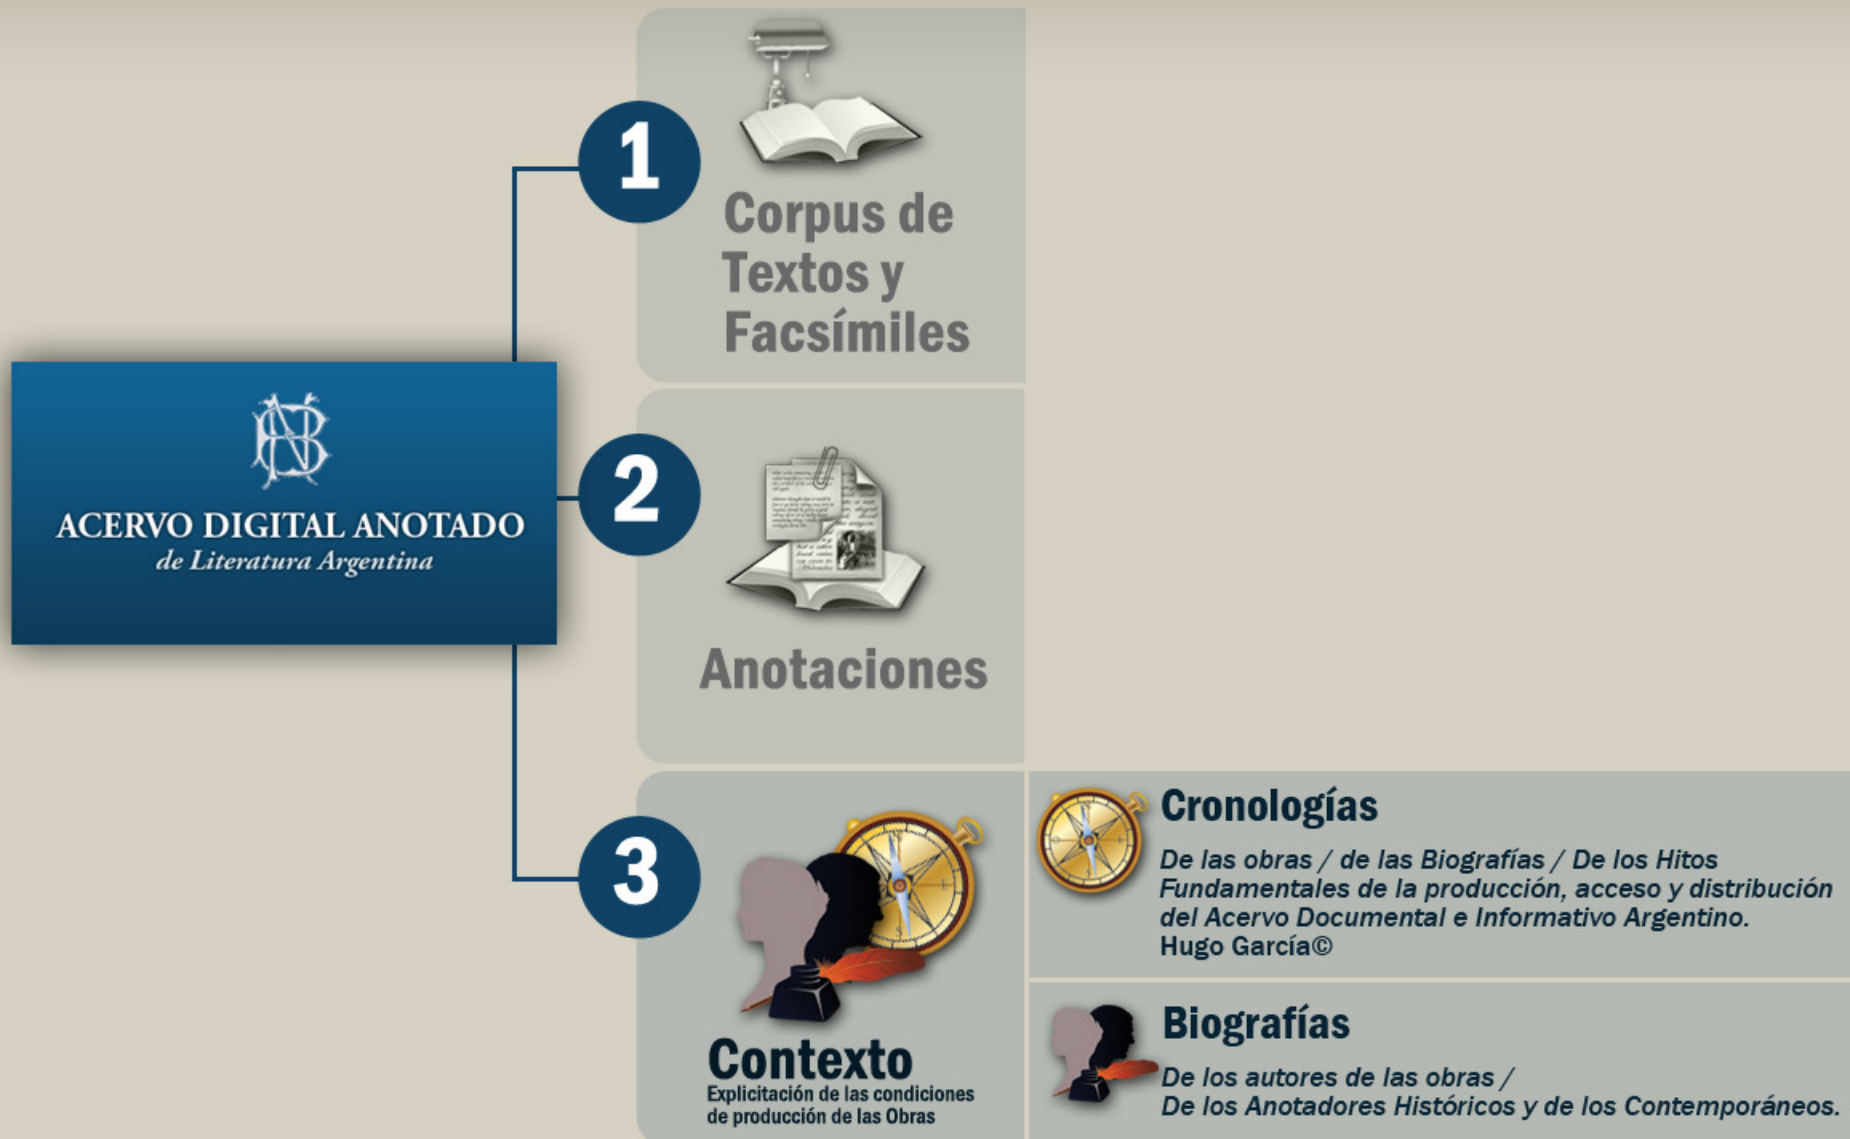 1
Corpus de
Textos y
Facsímiles
ACERVO DIGITAL ANOTADO
de Literatura Argentina
2
Anotaciones
3
Contexto
Explicitación de las condiciones
de producción de las Obras
Cronologías
De las obras / de las Biografías / De los Hitos
Fundamentales de la producción, acceso y distribución
del Acervo Documental e Informativo Argentino.
Hugo García©
Biografías
De los autores de las obras /
De los Anotadores Históricos y de los Contemporáneos.